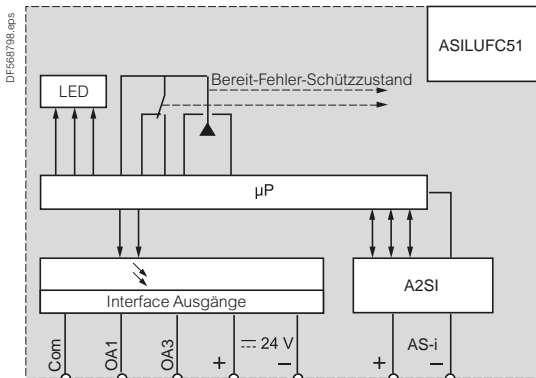 DF568798.eps
ASILUFC51
Bereit-Fehler-Schützzustand
LED
µP
Interface Ausgänge
A2SI
Com
OA1
OA3
+
24 V
–
+
AS-i
–